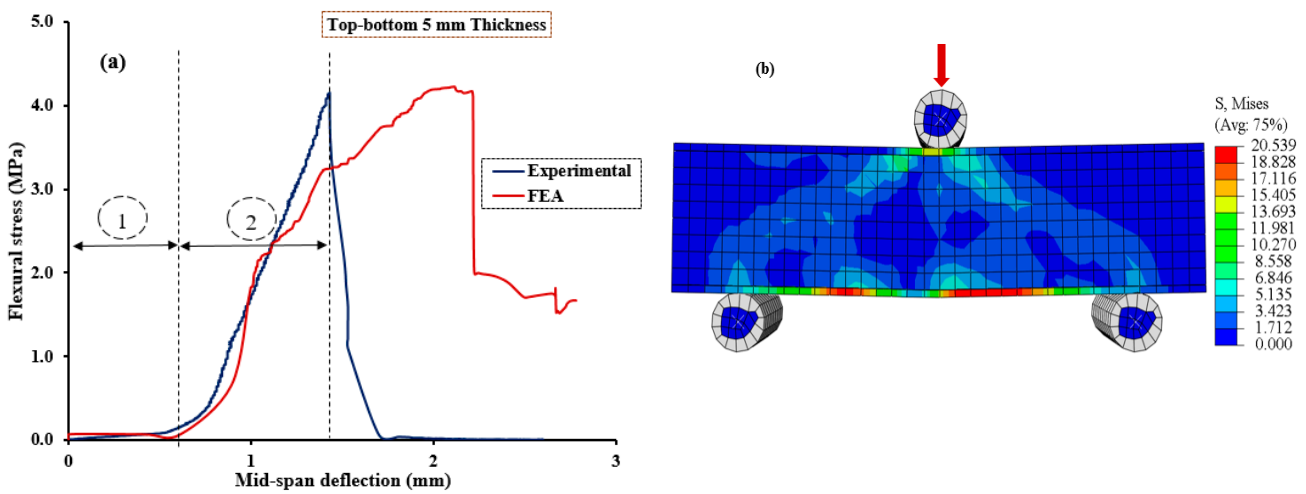 Top-bottom 5 mm Thickness
(a)
5.0
4.0
3.0
2.0
1.0
0.0
Flexural stress (MPa)
1
2
Experimental
FEA
0
1
2
3
Mid-span deflection (mm)
(b)
S, Mises
(Avg: 75%)
20.539
18.828
17.116
15.405
13.693
11.981
10.270
8.558
6.846
5.135
3.423
1.712
0.000